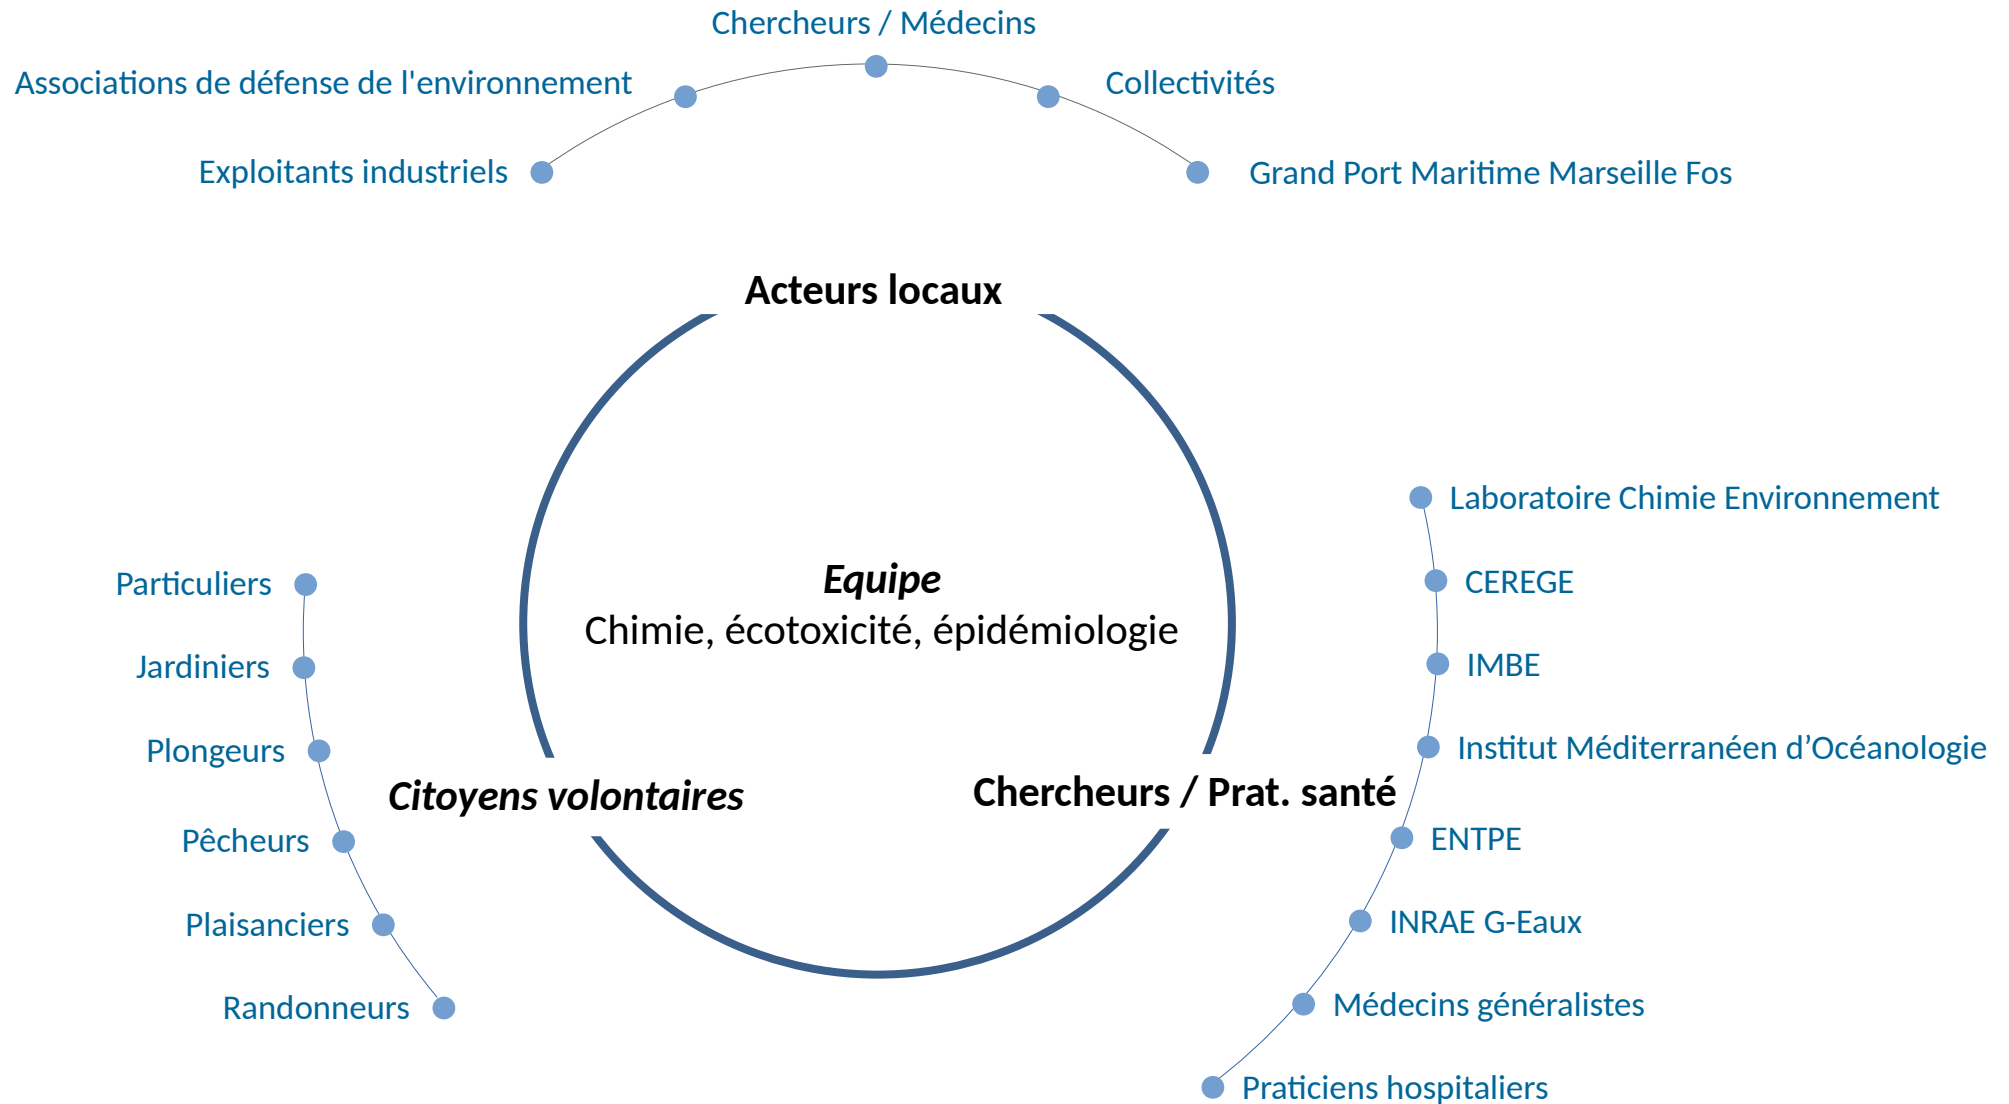 Chercheurs / Médecins
Associations de défense de l'environnement
Collectivités
Exploitants industriels
Grand Port Maritime Marseille Fos
Acteurs locaux
Equipe
Chimie, écotoxicité, épidémiologie
Particuliers
Jardiniers
Plongeurs
Pêcheurs
Plaisanciers
Randonneurs
Citoyens volontaires
Chercheurs / Prat. santé
Laboratoire Chimie Environnement
CEREGE
IMBE
Institut Méditerranéen d’Océanologie
ENTPE
INRAE G-Eaux
Médecins généralistes
Praticiens hospitaliers